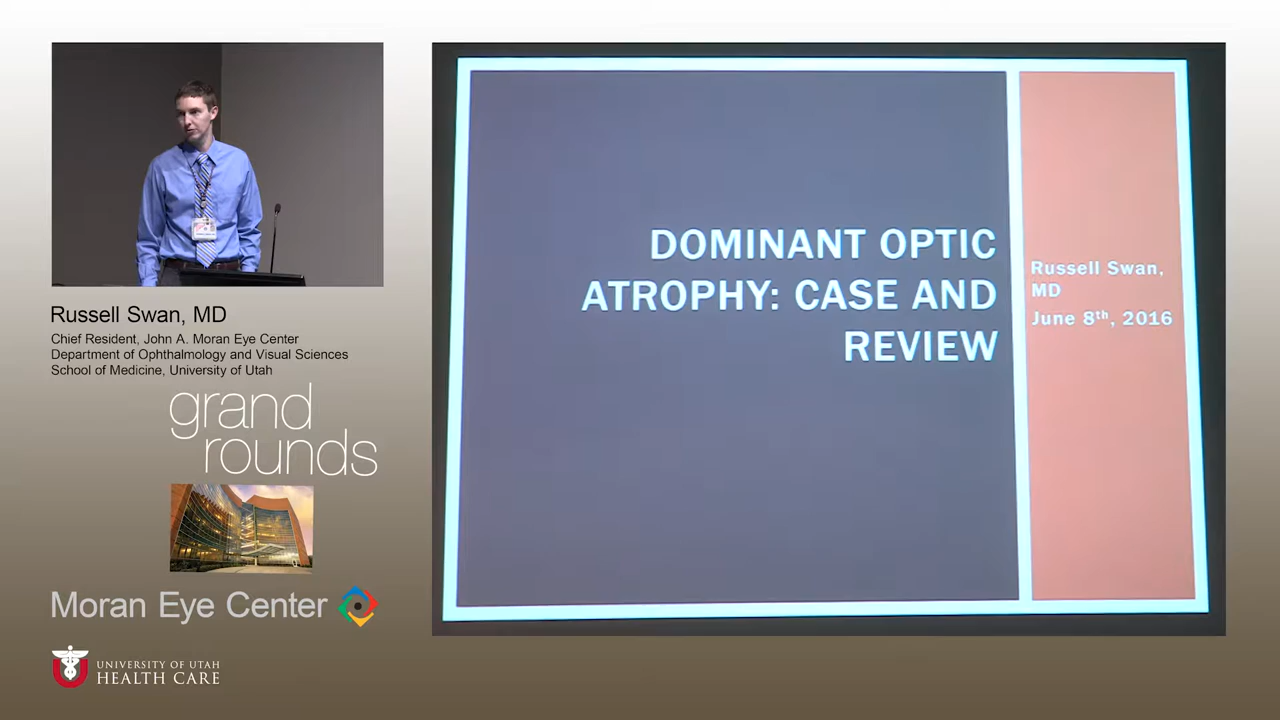 Russell Swan, MD
Chief Resident, John A. Moran Eye Center
Department of Ophthalmology and Visual Sciences
School of Medicine, University of Utah
grand
rounds
Moran Eye Center
UNIVERSITY OF UTAH
HEALTH CARE
DOMINANT OPTIC
ATROPHY: CASE AND
REVIEW
Russell Swan,
MD
June 8th, 2016